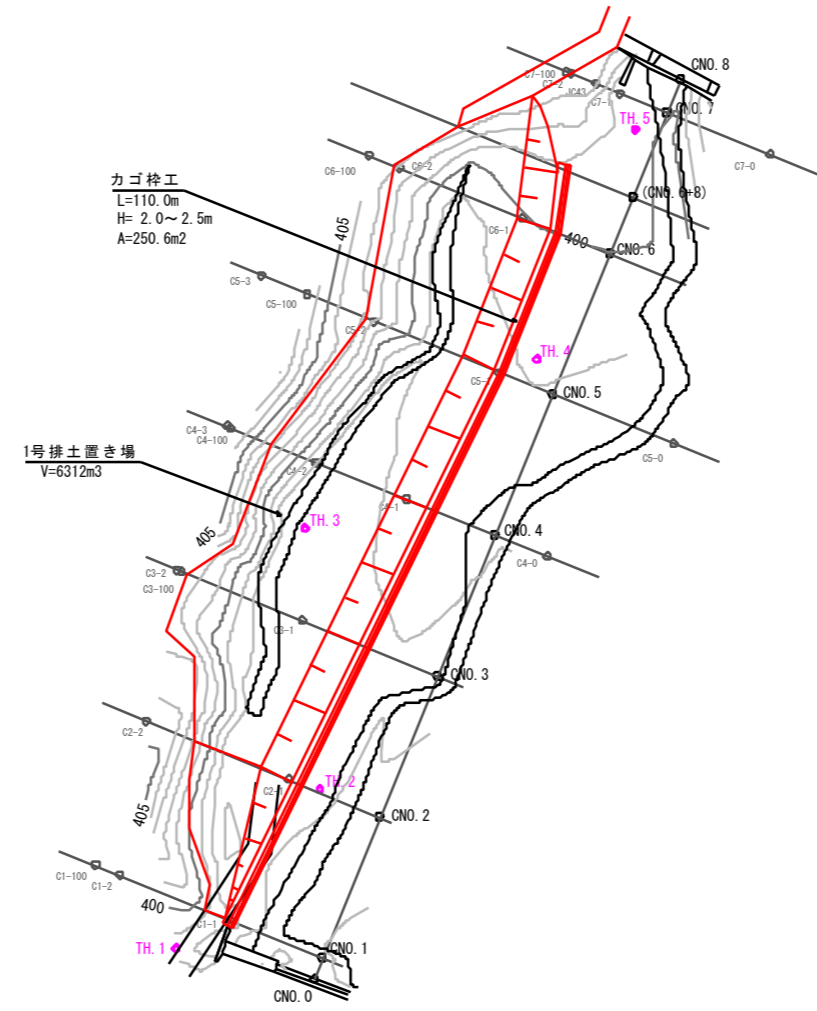 CNO. 8
C7-100
C7-2
JC43
C7-1
CNO. 7
TH. 5
C7-0
C6-100
C6-2
カゴ枠工
L=110.0m
H= 2.0～2.5m
A=250.6m2
(CNO. 6+8)
405
C6-1
400
CNO. 6
C5-3
C5-100
C5-2
TH. 4
C5-1
CNO. 5
C4-3
C4-100
C5-0
1号排土置き場
V=6312m3
C4-2
C4-1
TH. 3
CNO. 4
405
C4-0
C3-2
C3-100
C3-1
CNO. 3
C2-2
C2-1
TH. 2
405
CNO. 2
C1-100
C1-2
400
C1-1
TH. 1
CNO. 1
CNO. 0